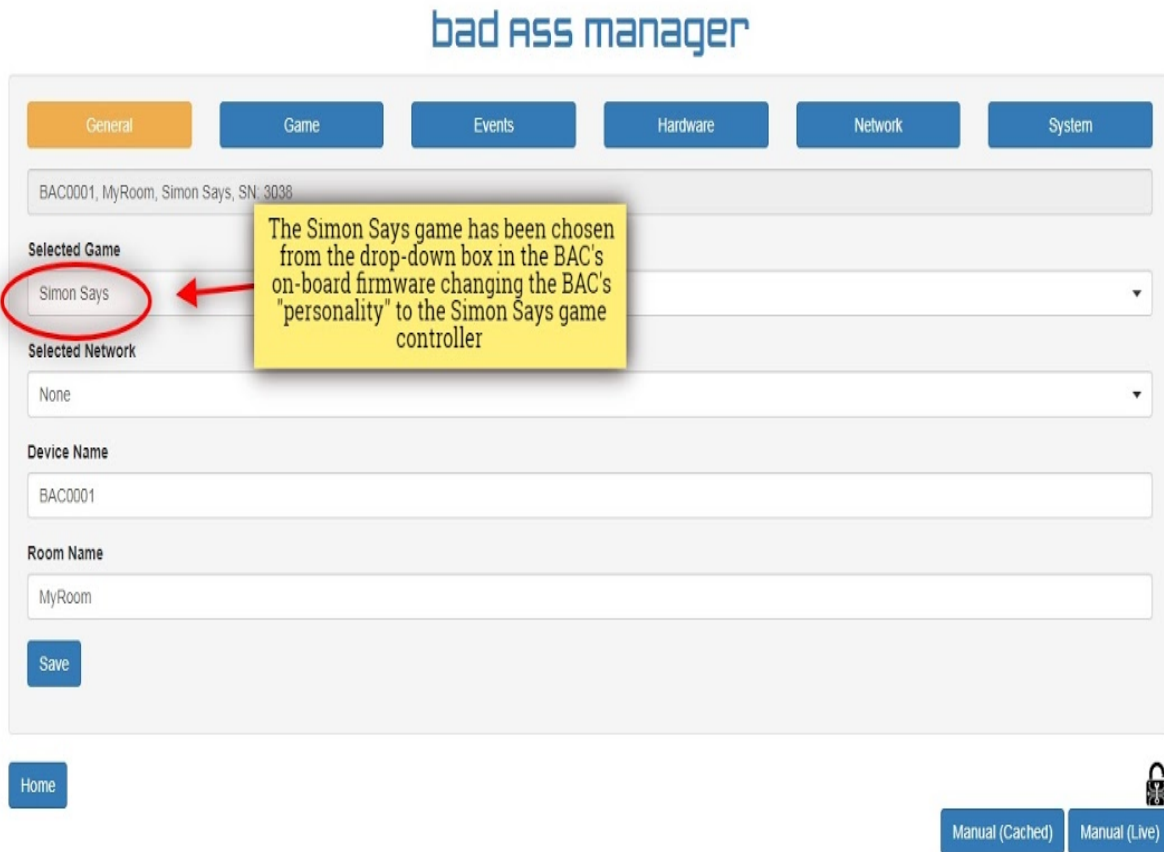 bad ass manager
General Game Events Hardware Network System
BAC0001, MyRoom, Simon Says, SN: 3038
The Simon Says game has been chosen
from the drop-down box in the BAC's
on-board firmware changing the BAC's
"personality" to the Simon Says game
controller
Selected Game
Simon Says
Selected Network
None
Device Name
BAC0001
Room Name
MyRoom
Save
Home
Manual (Cached) Manual (Live)